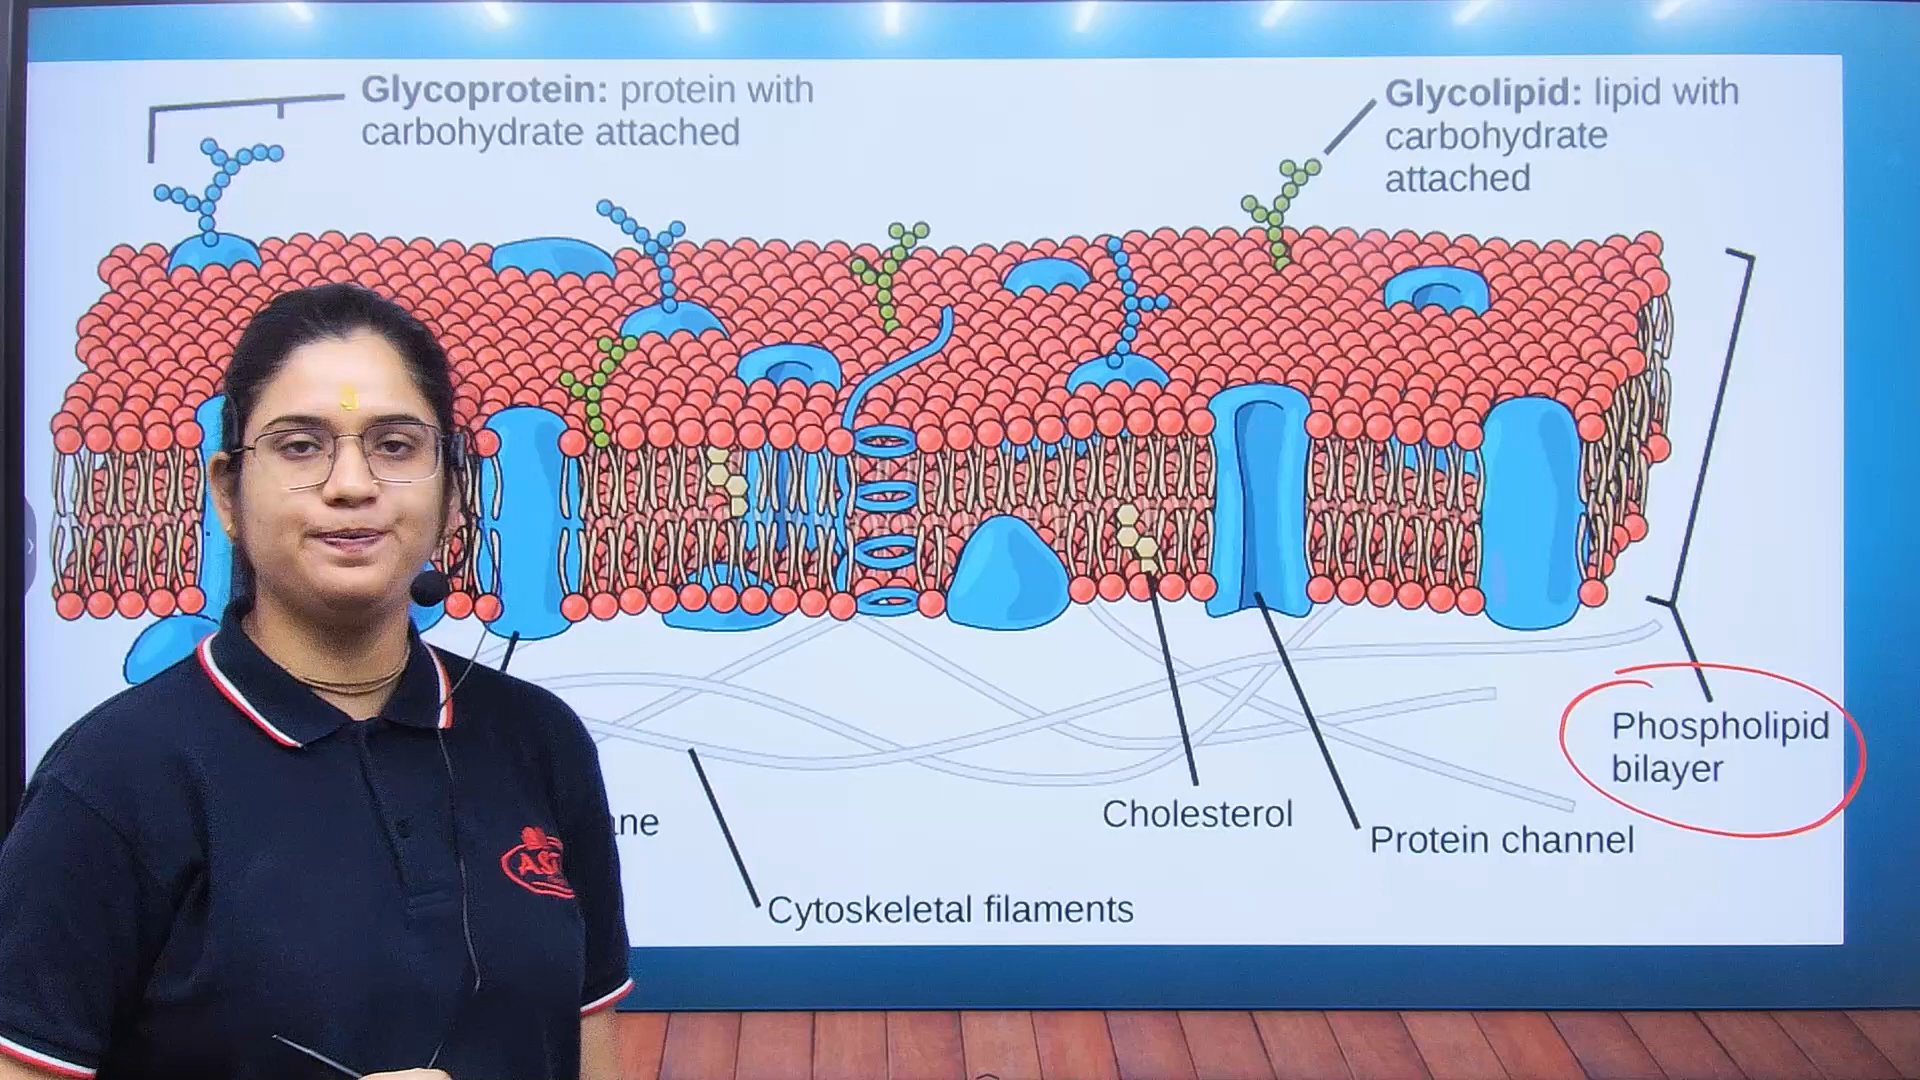 Glycoprotein: protein with
carbohydrate attached
Glycolipid: lipid with
carbohydrate
attached
Phospholipid
bilayer
Cholesterol
Protein channel
Cytoskeletal filaments